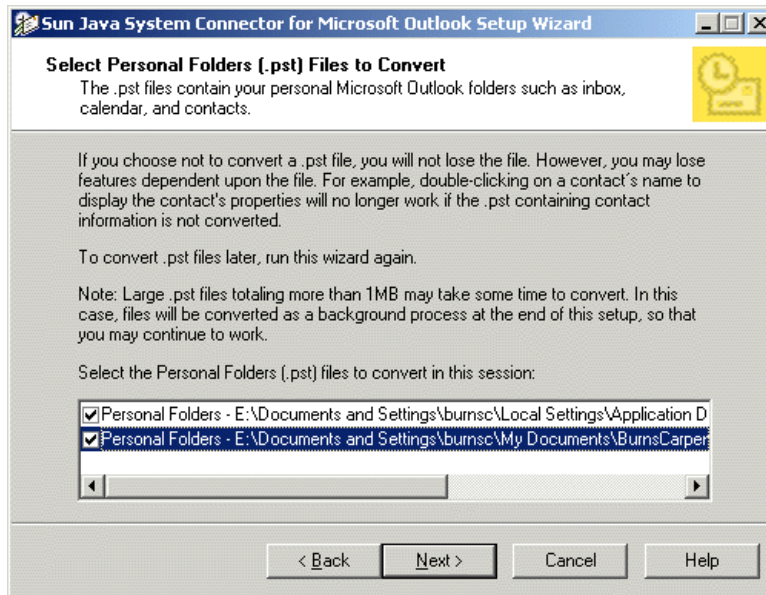 Sun Java System Connector for Microsoft Outlook Setup Wizard
Select Personal Folders (.pst) Files to Convert
The .pst files contain your personal Microsoft Outlook folders such as inbox,
calendar, and contacts.
If you choose not to convert a .pst file, you will not lose the file. However, you may lose
features dependent upon the file. For example, double-clicking on a contact´s name to
display the contact's properties will no longer work if the .pst containing contact
information is not converted.
To convert .pst files later, run this wizard again.
Note: Large .pst files totaling more than 1MB may take some time to convert. In this
case, files will be converted as a background process at the end of this setup, so that
you may continue to work.
Select the Personal Folders (.pst) files to convert in this session:
Personal Folders - E:\Documents and Settings\burnsc\Local Settings\Application D
Personal Folders - E:\Documents and Settings\burnsc\My Documents\BurnsCarper
< Back Next > Cancel Help